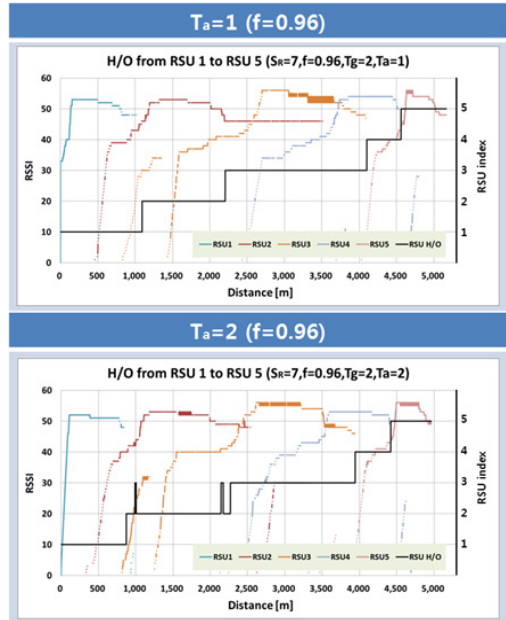 Ta=1 (f=0.96)
H/O from RSU 1 to RSU 5 (SR=7,f=0.96,Tg=2,Ta=1)
60
50
40
30
20
10
0
RSSI
5
4
3
2
1
RSU index
RSU1 RSU2 RSU3 RSU4 RSU5 RSU H/O
0 500 1,000 1,500 2,000 2,500 3,000 3,500 4,000 4,500 5,000
Distance [m]
Ta=2 (f=0.96)
H/O from RSU 1 to RSU 5 (SR=7,f=0.96,Tg=2,Ta=2)
60
50
40
30
20
10
0
RSSI
5
4
3
2
1
RSU index
RSU1 RSU2 RSU3 RSU4 RSU5 RSU H/O
0 500 1,000 1,500 2,000 2,500 3,000 3,500 4,000 4,500 5,000
Distance [m]